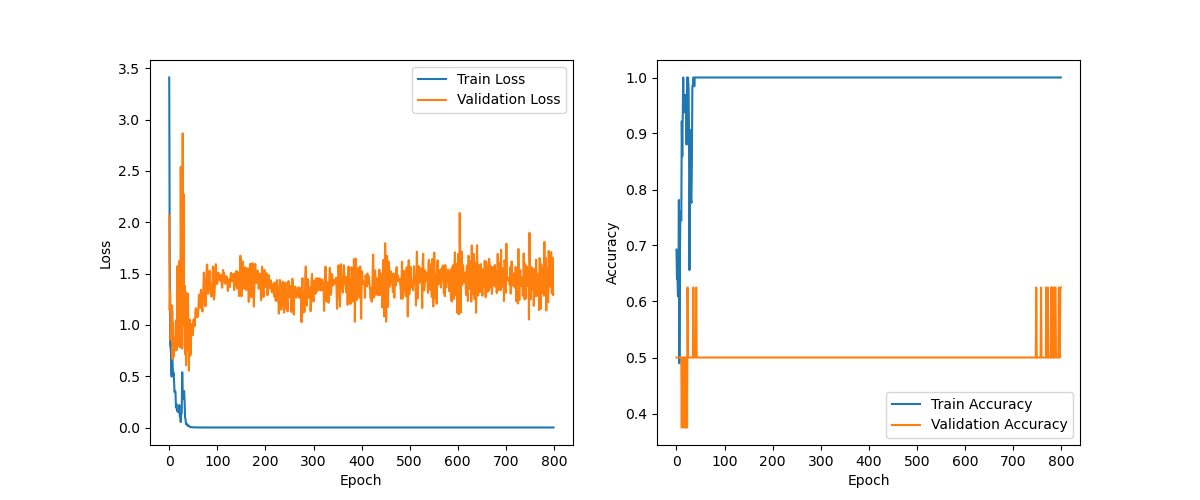 3.5
3.0
2.5
2.0
1.5
1.0
0.5
0.0
Loss
0 100 200 300 400 500 600 700 800
Epoch
Train Loss
Validation Loss
1.0
0.9
0.8
0.7
0.6
0.5
0.4
Accuracy
0 100 200 300 400 500 600 700 800
Epoch
Train Accuracy
Validation Accuracy